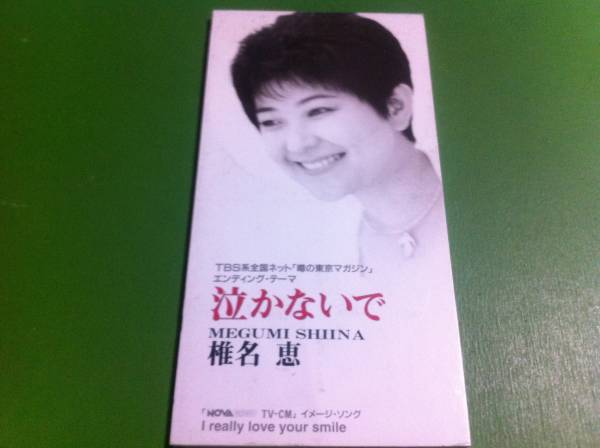 TBS系全国ネット「噂の東京マガジン」
エンディング・テーマ
泣かないで
MEGUMI SHIINA
椎名 恵
「NOVA TV-CM」イメージ・ソング
I really love your smile